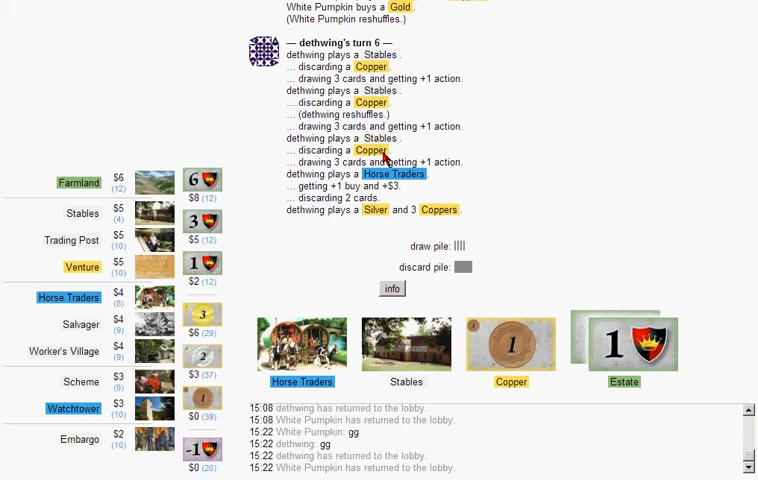 White Pumpkin buys a Gold.
(White Pumpkin reshuffles.)
— dethwing's turn 6 —
dethwing plays a Stables .
... discarding a Copper.
... drawing 3 cards and getting +1 action.
dethwing plays a Stables .
... discarding a Copper.
... (dethwing reshuffles.)
... drawing 3 cards and getting +1 action.
dethwing plays a Stables .
... discarding a Copper.
... drawing 3 cards and getting +1 action.
dethwing plays a Horse Traders.
... getting +1 buy and +$3.
... discarding 2 cards.
dethwing plays a Silver and 3 Coppers.
draw pile:
discard pile:
info
Farmland $6 (12)
Stables $5 (4)
Trading Post $5 (10)
Venture $5 (10)
Horse Traders $4 (8)
Salvager $4 (9)
Worker's Village $4 (9)
Scheme $3 (9)
Watchtower $3 (10)
Embargo $2 (10)
6
$8 (12)
3
$5 (12)
1
$2 (12)
3
$6 (29)
2
$3 (37)
1
$0 (39)
-1
$0 (20)
1
1
1
Horse Traders
Stables
Copper
Estate
15:08 dethwing has returned to the lobby.
15:08 White Pumpkin has returned to the lobby.
15:22 White Pumpkin: gg
15:22 dethwing: gg
15:22 dethwing has returned to the lobby.
15:22 White Pumpkin has returned to the lobby.